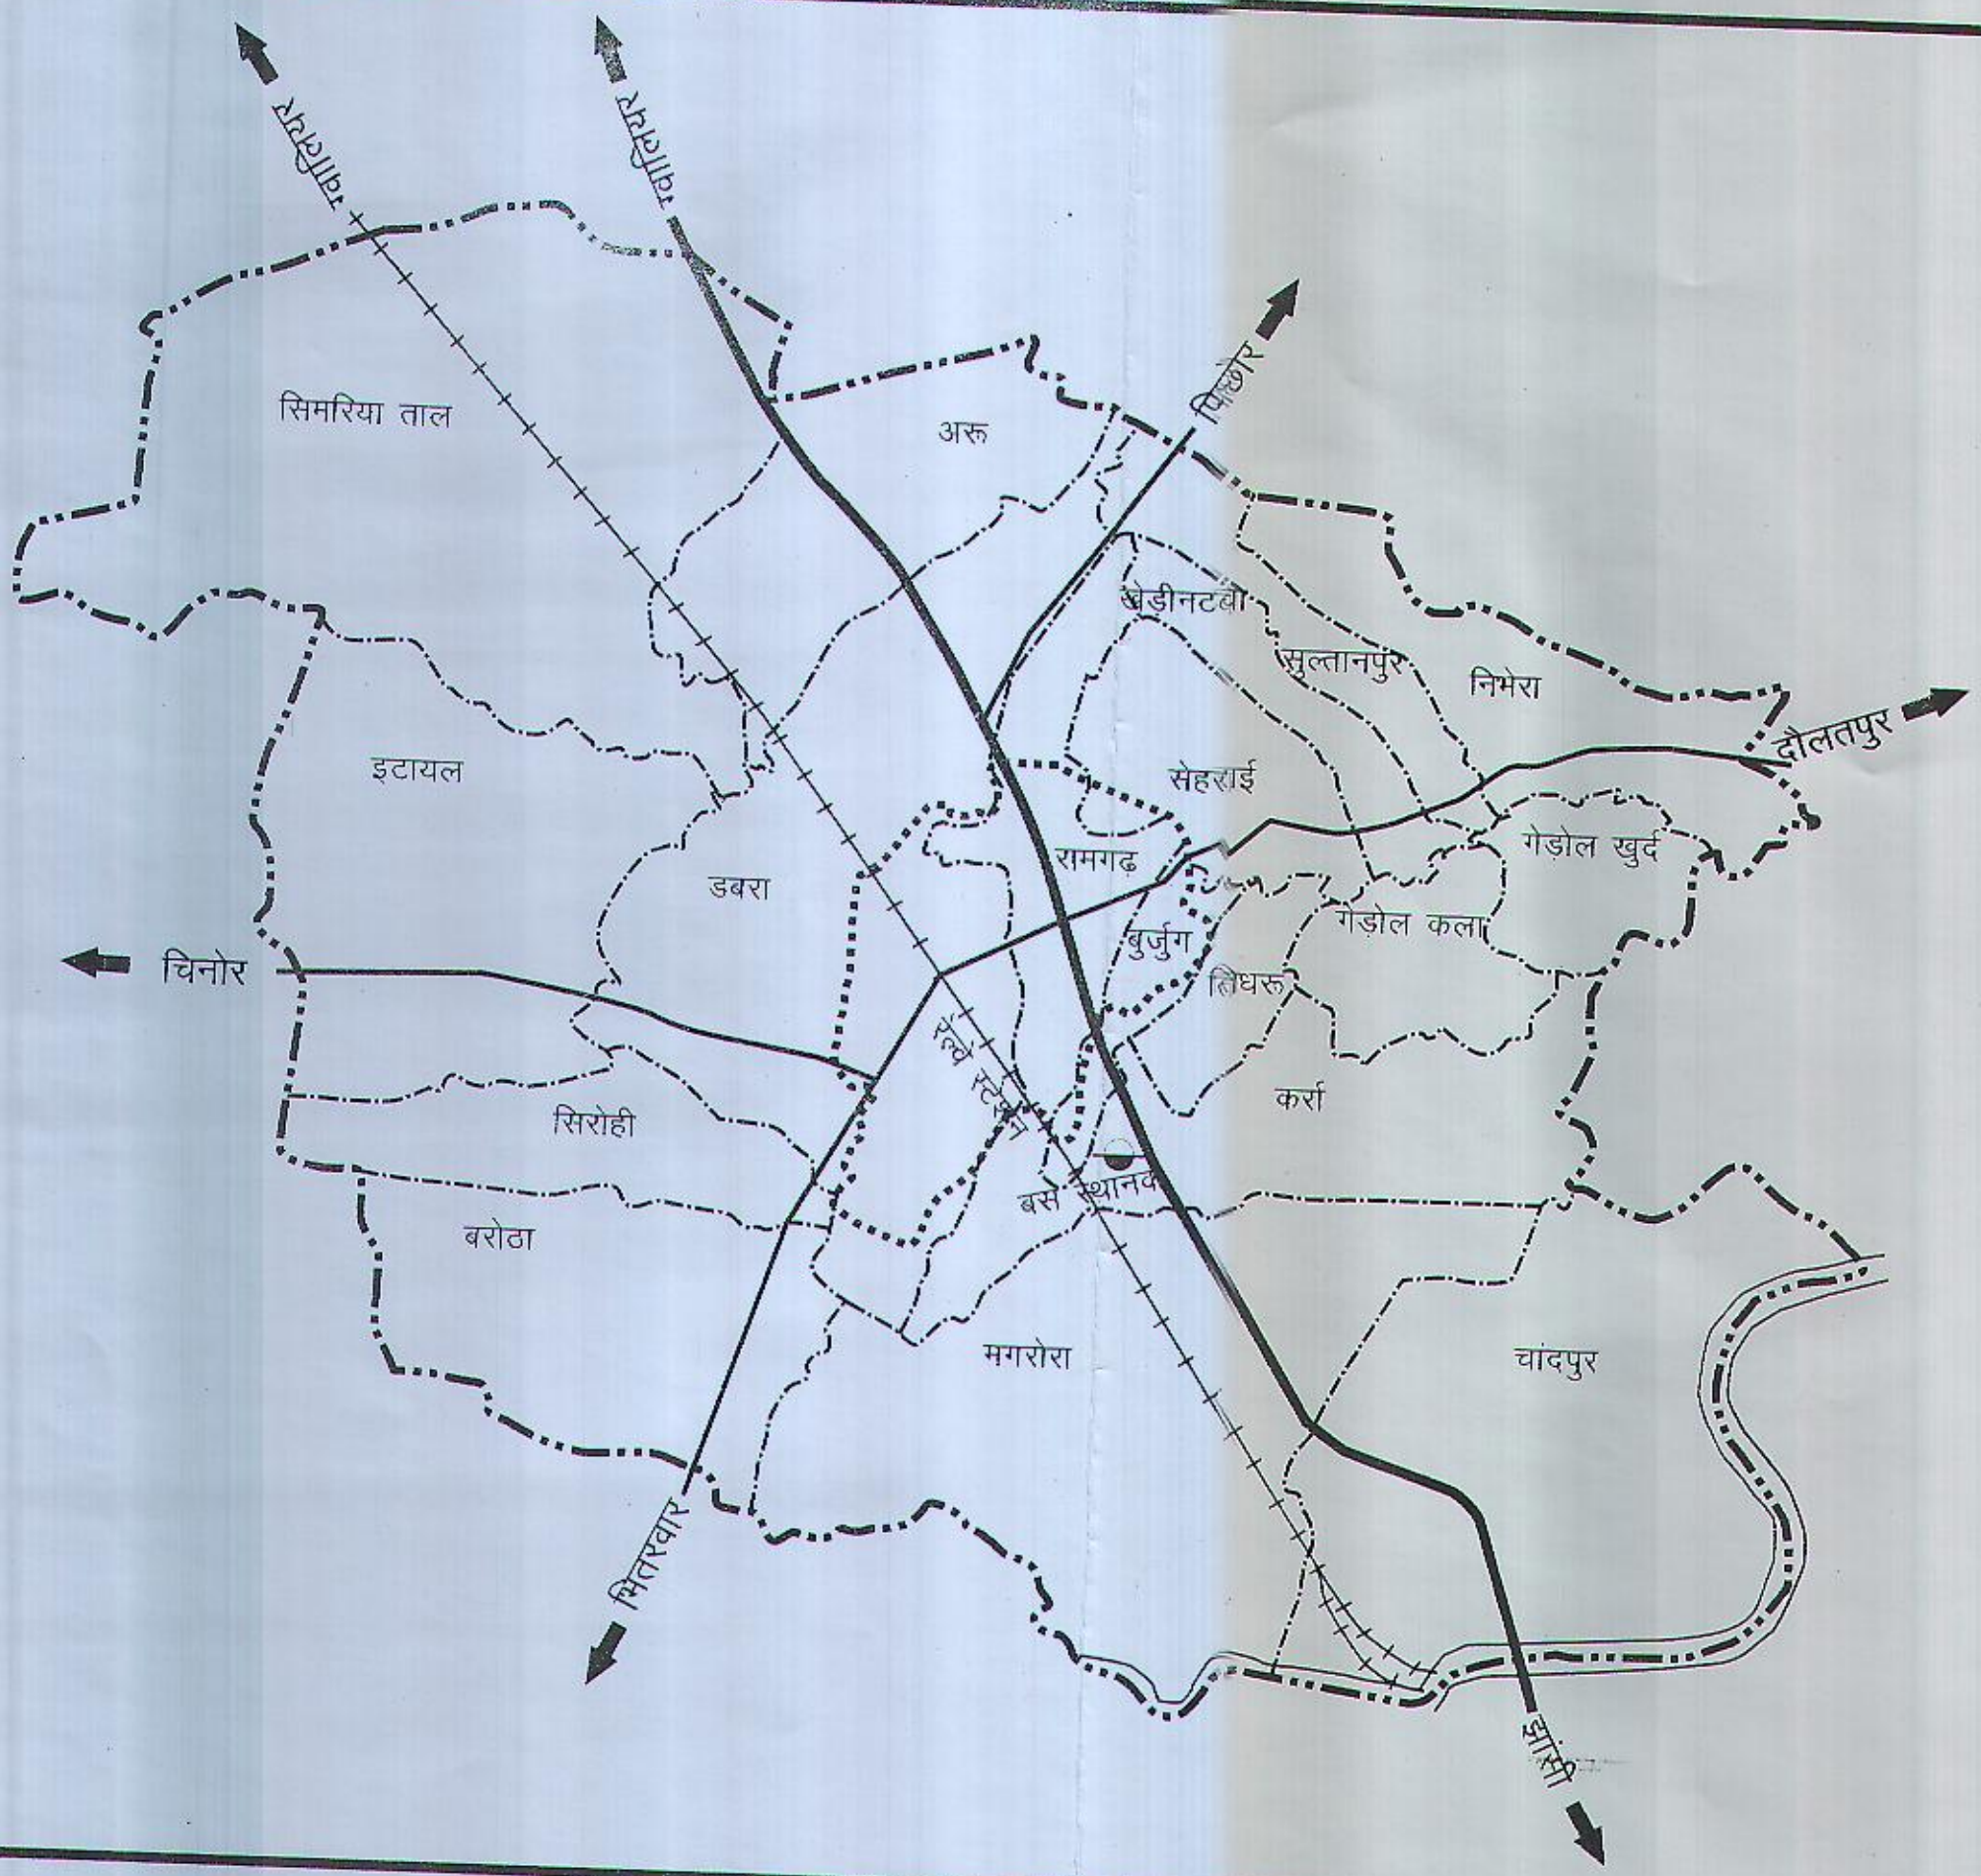 ग्वालियर
ग्वालियर
पिछोर
सिमरिया ताल
अरू
खेड़ीनटवा
सुल्तानपुर
निभेरा
दौलतपुर
इटायल
सेहराई
रामगढ़
गेड़ोल खुर्द
डबरा
गेड़ोल कला
बुर्जुग
चिनोर
तिधरू
रेल्वे स्टेशन
कर्रा
सिरोही
बस स्थानक
बरोठा
मगरोरा
चांदपुर
भितरवार
झांसी